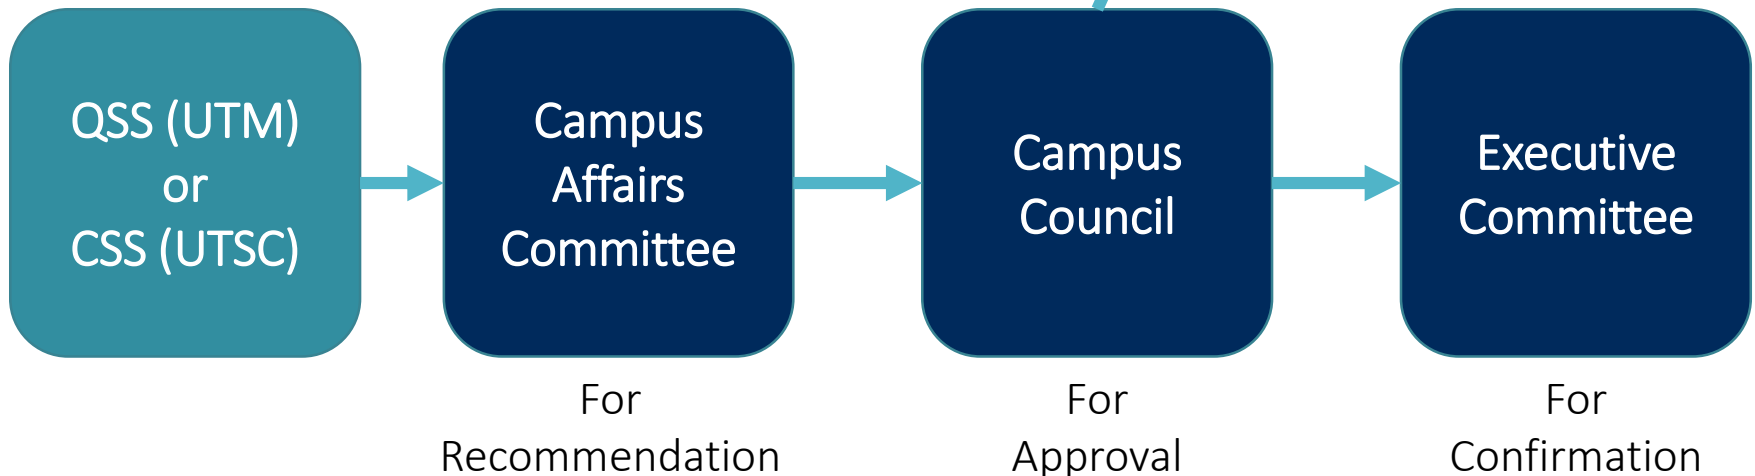 QSS (UTM)
or
CSS (UTSC)
Campus
Affairs
Committee
Campus
Council
Executive
Committee
For
Recommendation
For
Approval
For
Confirmation